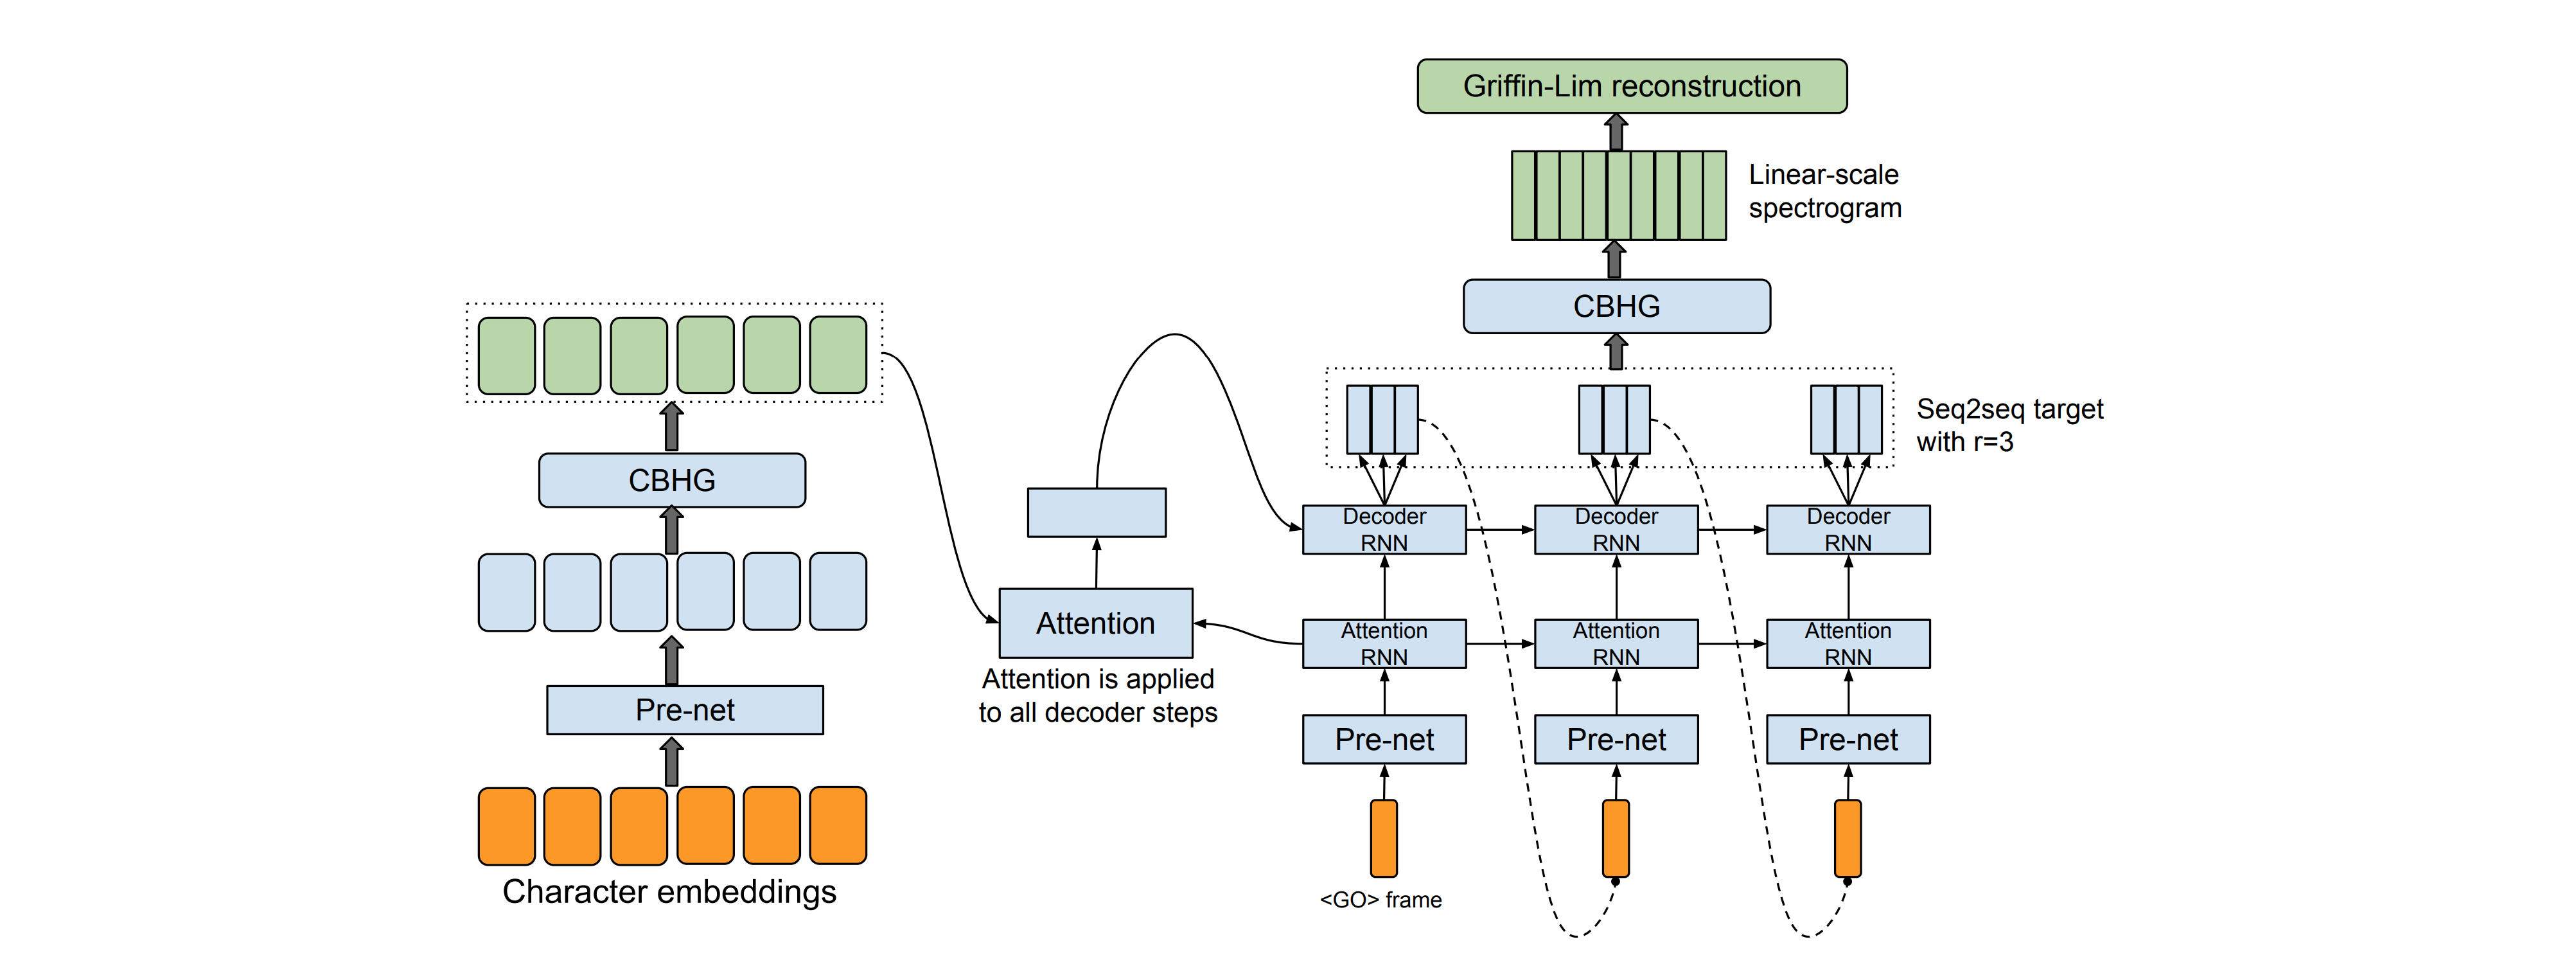 Griffin-Lim reconstruction
Linear-scale
spectrogram
CBHG
Seq2seq target
with r=3
CBHG
Decoder
RNN
Decoder
RNN
Decoder
RNN
Attention
Attention
RNN
Attention
RNN
Attention
RNN
Attention is applied
to all decoder steps
Pre-net
Pre-net
Pre-net
Pre-net
Character embeddings
<GO> frame